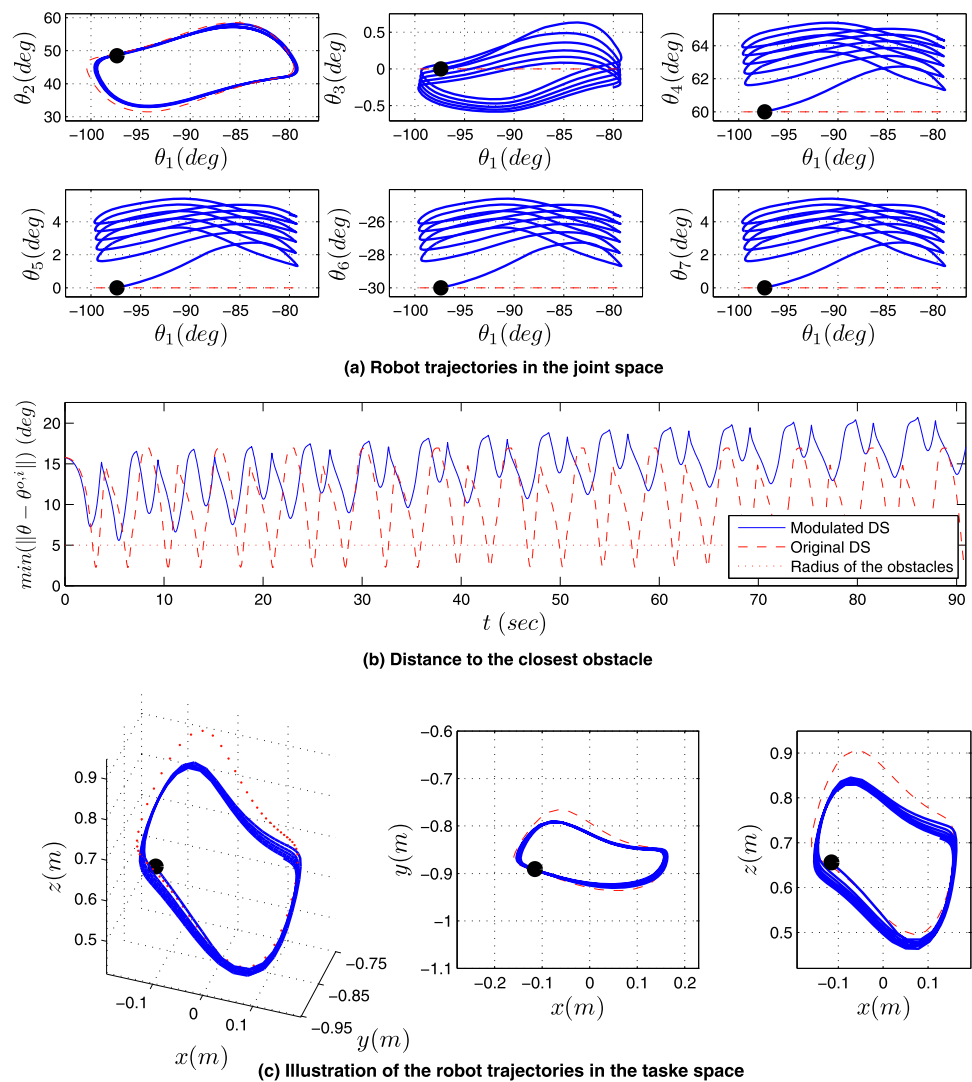 60
50
40
30
θ2(deg)
−100 −95 −90 −85 −80
θ1(deg)
0.5
0
−0.5
θ3(deg)
−100 −95 −90 −85 −80
θ1(deg)
64
62
60
θ4(deg)
−100 −95 −90 −85 −80
θ1(deg)
4
2
0
θ5(deg)
−100 −95 −90 −85 −80
θ1(deg)
−26
−28
−30
θ6(deg)
−100 −95 −90 −85 −80
θ1(deg)
4
2
0
θ7(deg)
−100 −95 −90 −85 −80
θ1(deg)
(a) Robot trajectories in the joint space
20
15
10
5
0
min(‖θ − θ^{o,i}‖) (deg)
Modulated DS
Original DS
Radius of the obstacles
0 10 20 30 40 50 60 70 80 90
t (sec)
(b) Distance to the closest obstacle
0.9
0.8
0.7
0.6
0.5
z(m)
−0.1 0 0.1
x(m)
−0.75
−0.85
−0.95
y(m)
−0.6
−0.7
−0.8
−0.9
−1
−1.1
y(m)
−0.2 −0.1 0 0.1 0.2
x(m)
0.9
0.8
0.7
0.6
0.5
z(m)
−0.1 0 0.1
x(m)
(c) Illustration of the robot trajectories in the taske space